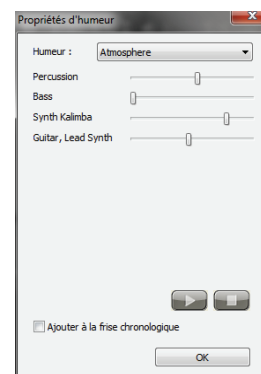 Propriétés d'humeur
Humeur : Atmosphere
Percussion
Bass
Synth Kalimba
Guitar, Lead Synth
Ajouter à la frise chronologique
OK